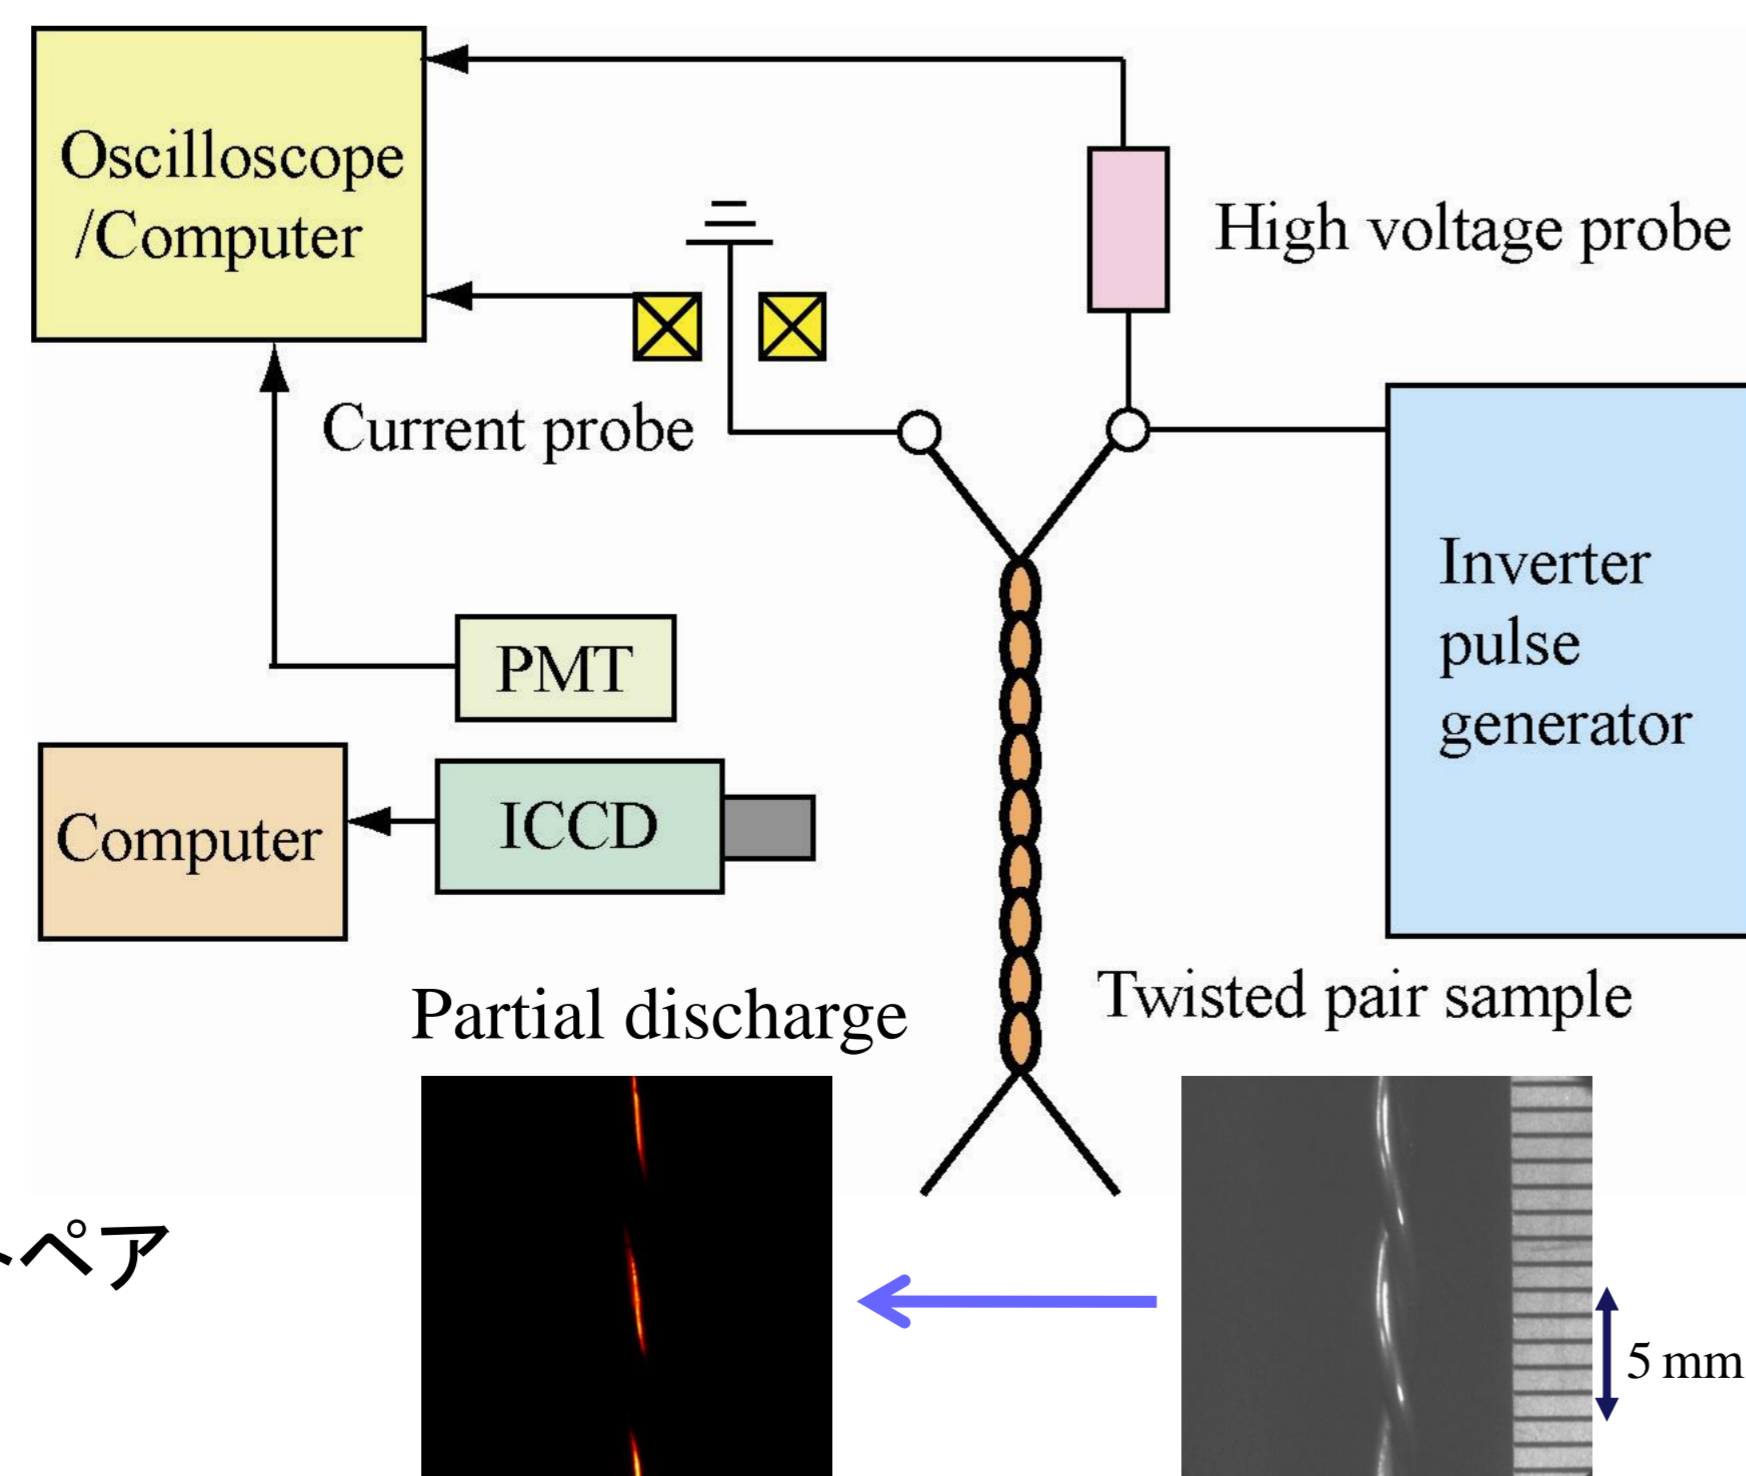 Oscilloscope
/Computer
High voltage probe
Current probe
Inverter
pulse
generator
PMT
ICCD
Computer
Twisted pair sample
Partial discharge
ペア
5 mm